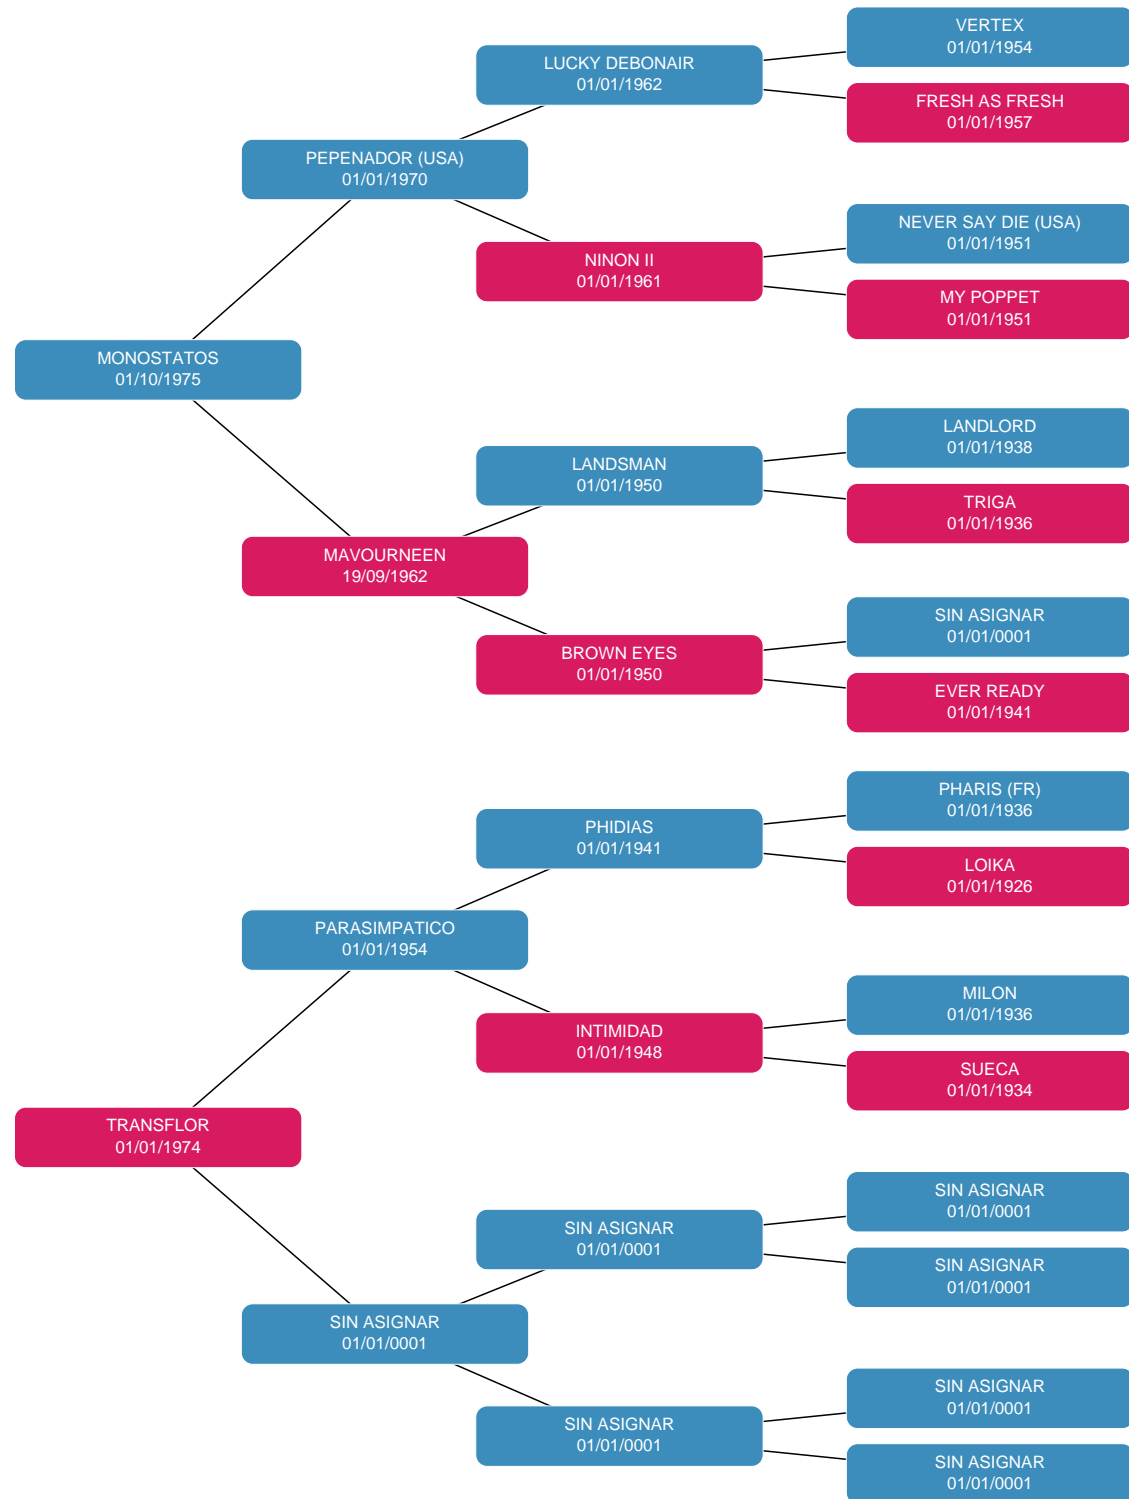 VERTEX
01/01/1954
LUCKY DEBONAIR
01/01/1962
FRESH AS FRESH
01/01/1957
PEPENADOR (USA)
01/01/1970
NEVER SAY DIE (USA)
01/01/1951
NINON II
01/01/1961
MY POPPET
01/01/1951
MONOSTATOS
01/10/1975
LANDLORD
01/01/1938
LANDSMAN
01/01/1950
TRIGA
01/01/1936
MAVOURNEEN
19/09/1962
SIN ASIGNAR
01/01/0001
BROWN EYES
01/01/1950
EVER READY
01/01/1941
PHARIS (FR)
01/01/1936
PHIDIAS
01/01/1941
LOIKA
01/01/1926
PARASIMPATICO
01/01/1954
MILON
01/01/1936
INTIMIDAD
01/01/1948
SUECA
01/01/1934
TRANSFLOR
01/01/1974
SIN ASIGNAR
01/01/0001
SIN ASIGNAR
01/01/0001
SIN ASIGNAR
01/01/0001
SIN ASIGNAR
01/01/0001
SIN ASIGNAR
01/01/0001
SIN ASIGNAR
01/01/0001
SIN ASIGNAR
01/01/0001